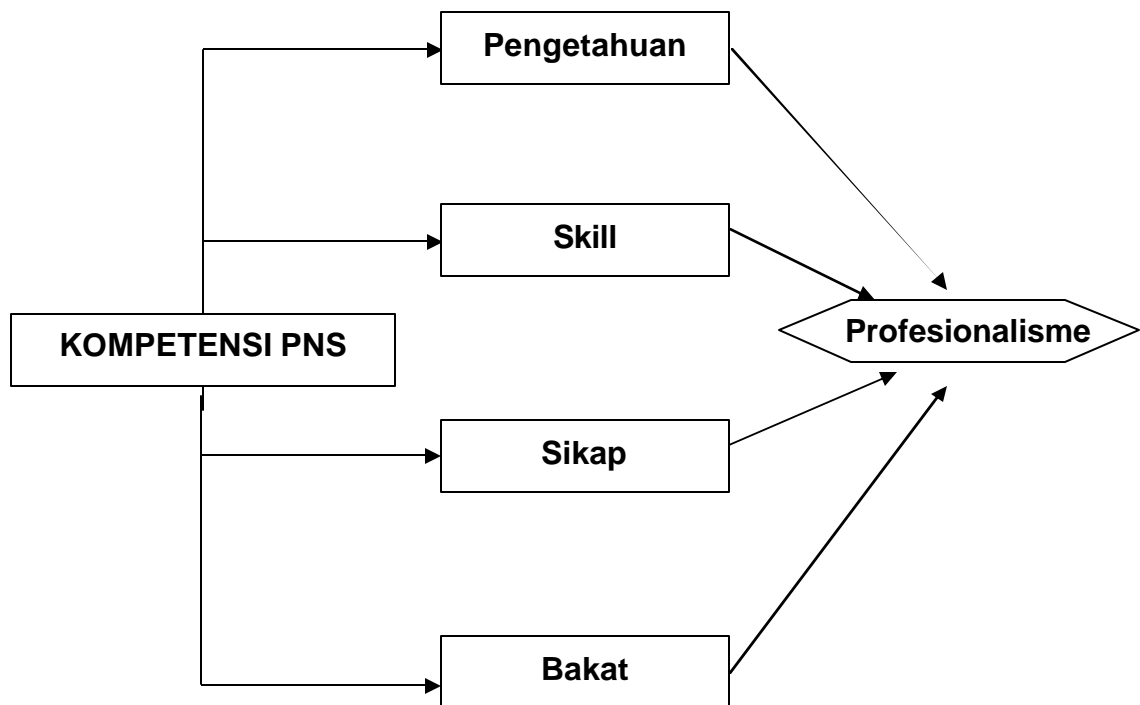 Pengetahuan
Skill
KOMPETENSI PNS
Profesionalisme
Sikap
Bakat